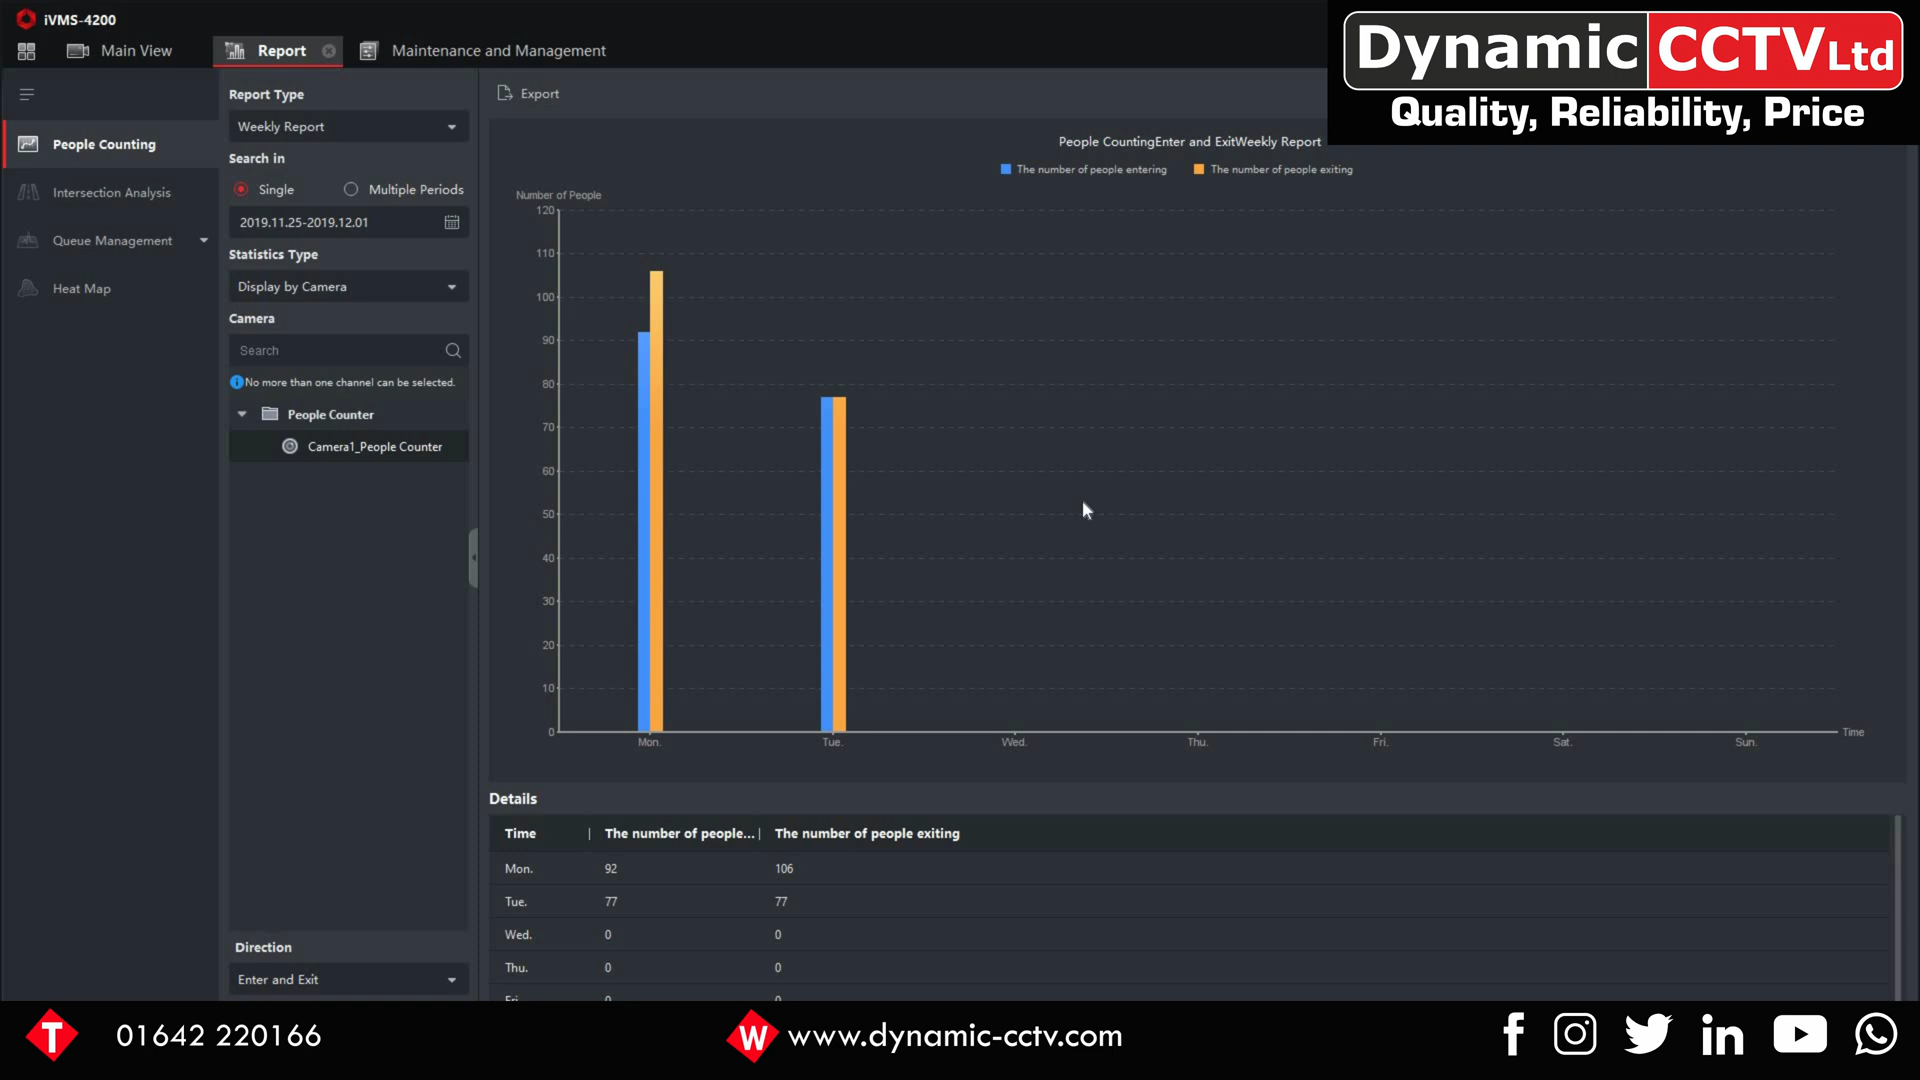 iVMS-4200
Main View
Report
Maintenance and Management
Dynamic CCTV Ltd
Quality, Reliability, Price
People Counting
Intersection Analysis
Queue Management
Heat Map
Report Type
Weekly Report
Search in
Single
Multiple Periods
2019.11.25-2019.12.01
Statistics Type
Display by Camera
Camera
Search
No more than one channel can be selected.
People Counter
Camera1_People Counter
Direction
Enter and Exit
Export
People CountingEnter and ExitWeekly Report
The number of people entering
The number of people exiting
Number of People
120
110
100
90
80
70
60
50
40
30
20
10
0
Mon. Tue. Wed. Thu. Fri. Sat. Sun.
Time
Details
Time | The number of people... | The number of people exiting
Mon. 92 106
Tue. 77 77
Wed. 0 0
Thu. 0 0
Fri. 0 0
T 01642 220166
W www.dynamic-cctv.com